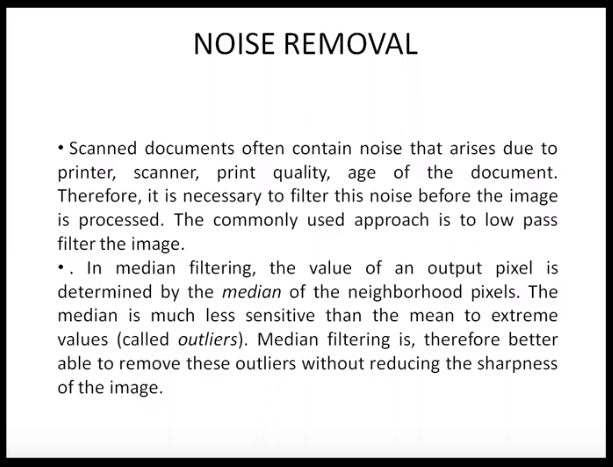 NOISE REMOVAL
• Scanned documents often contain noise that arises due to
printer, scanner, print quality, age of the document.
Therefore, it is necessary to filter this noise before the image
is processed. The commonly used approach is to low pass
filter the image.
•. In median filtering, the value of an output pixel is
determined by the median of the neighborhood pixels. The
median is much less sensitive than the mean to extreme
values (called outliers). Median filtering is, therefore better
able to remove these outliers without reducing the sharpness
of the image.